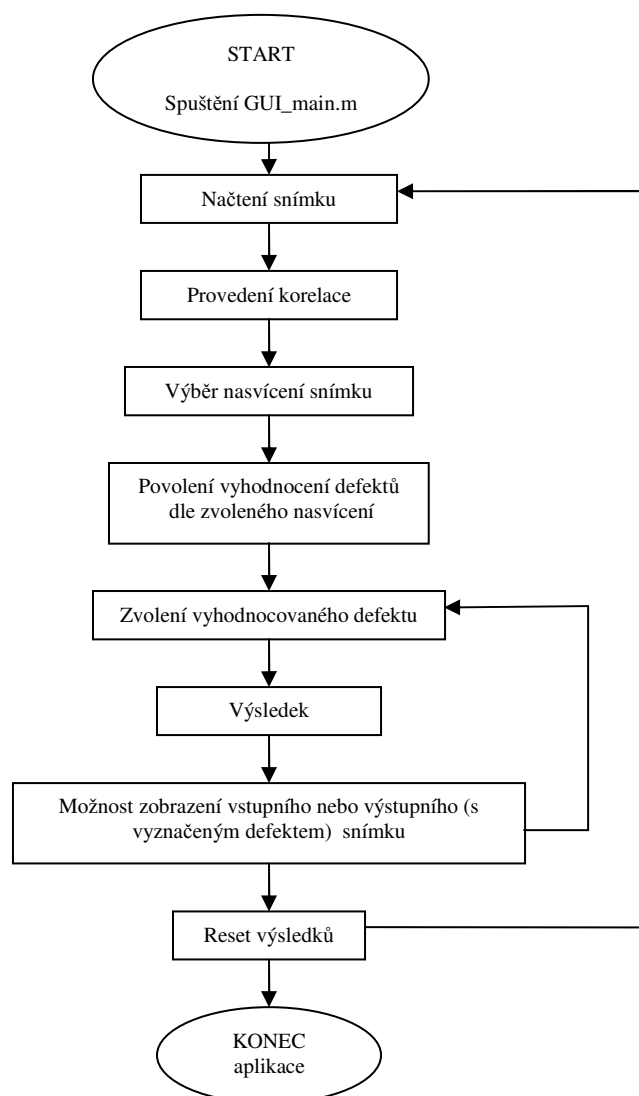 START
Spuštění GUI_main.m
Načtení snímku
Provedení korelace
Výběr nasvícení snímku
Povolení vyhodnocení defektů
dle zvoleného nasvícení
Zvolení vyhodnocovaného defektu
Výsledek
Možnost zobrazení vstupního nebo výstupního (s
vyznačeným defektem) snímku
Reset výsledků
KONEC
aplikace